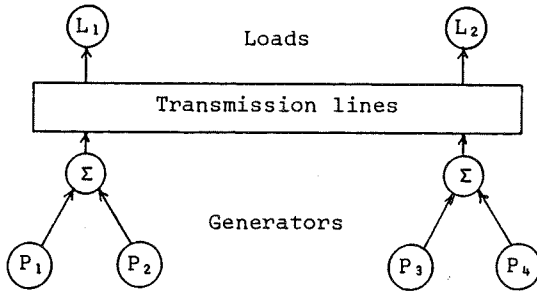 L₁ Loads L₂
Transmission lines
Σ Σ
Generators
P₁ P₂ P₃ P₄